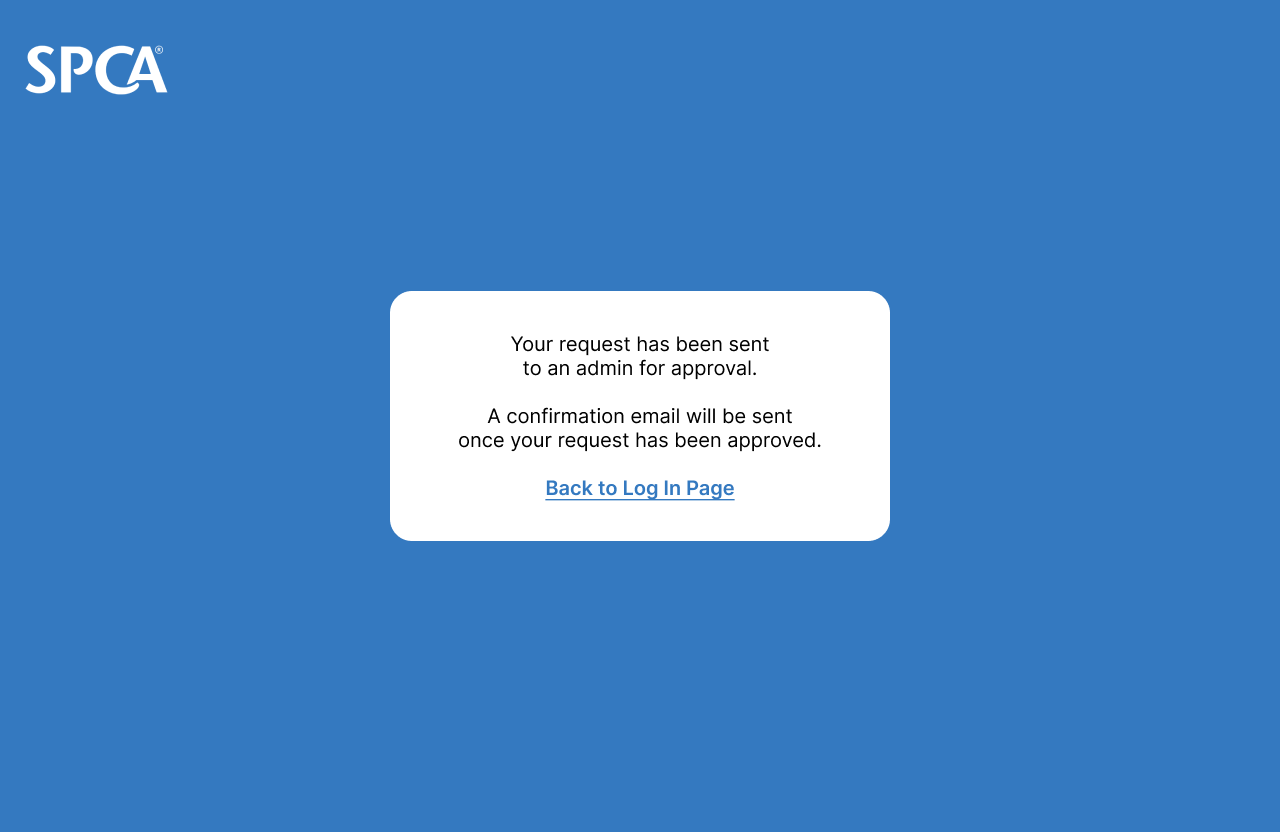 SPCA®
Your request has been sent
to an admin for approval.
A confirmation email will be sent
once your request has been approved.
Back to Log In Page